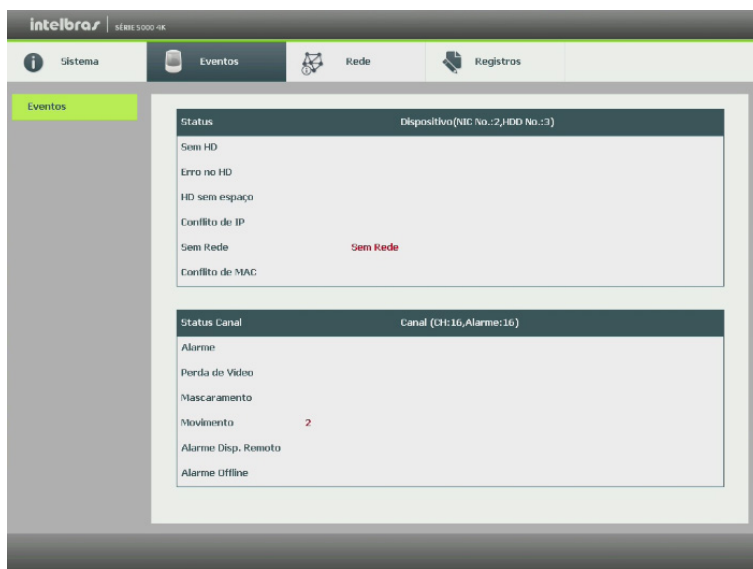 intelbras SÉRIE 5000 4K
Sistema Eventos Rede Registros
Eventos
Status Dispositivo(NIC No.:2,HDD No.:3)
Sem HD
Erro no HD
HD sem espaço
Conflito de IP
Sem Rede Sem Rede
Conflito de MAC
Status Canal Canal (CH:16,Alarme:16)
Alarme
Perda de Vídeo
Mascaramento
Movimento 2
Alarme Disp. Remoto
Alarme Offline